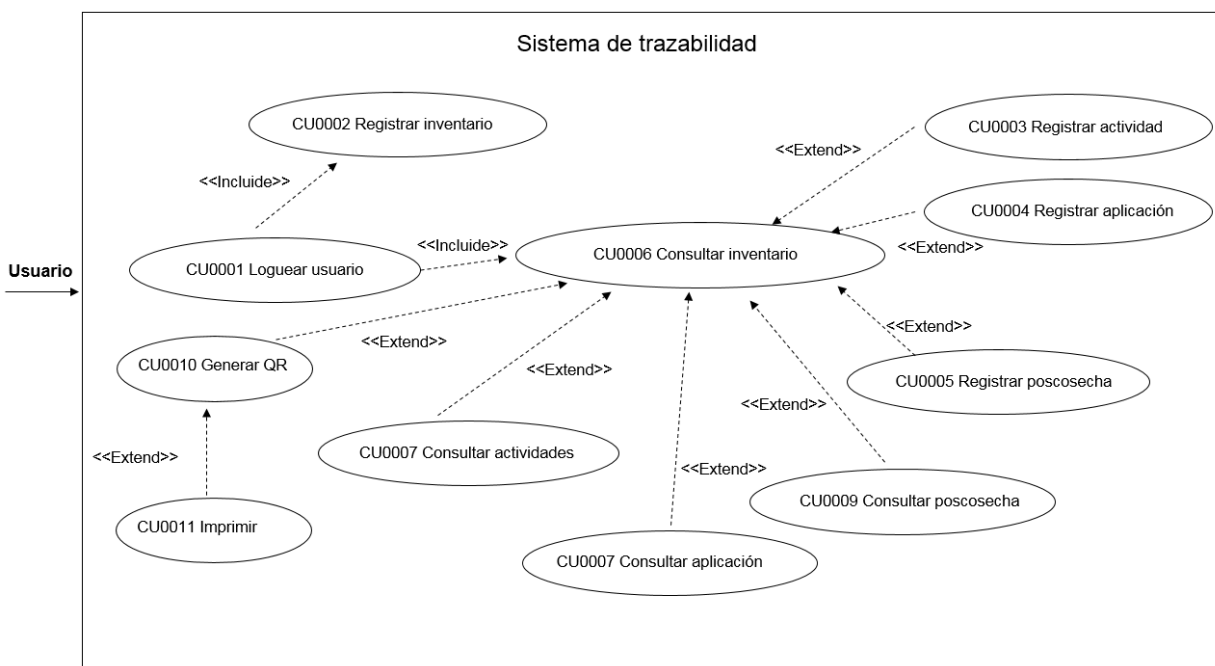 Sistema de trazabilidad
CU0002 Registrar inventario
CU0003 Registrar actividad
<<Extend>>
<<Incluide>>
CU0004 Registrar aplicación
<<Incluide>>
<<Extend>>
CU0006 Consultar inventario
CU0001 Loguear usuario
Usuario
<<Extend>>
<<Extend>>
CU0010 Generar QR
<<Extend>>
CU0005 Registrar poscosecha
<<Extend>>
CU0007 Consultar actividades
<<Extend>>
<<Extend>>
CU0009 Consultar poscosecha
CU0011 Imprimir
CU0007 Consultar aplicación